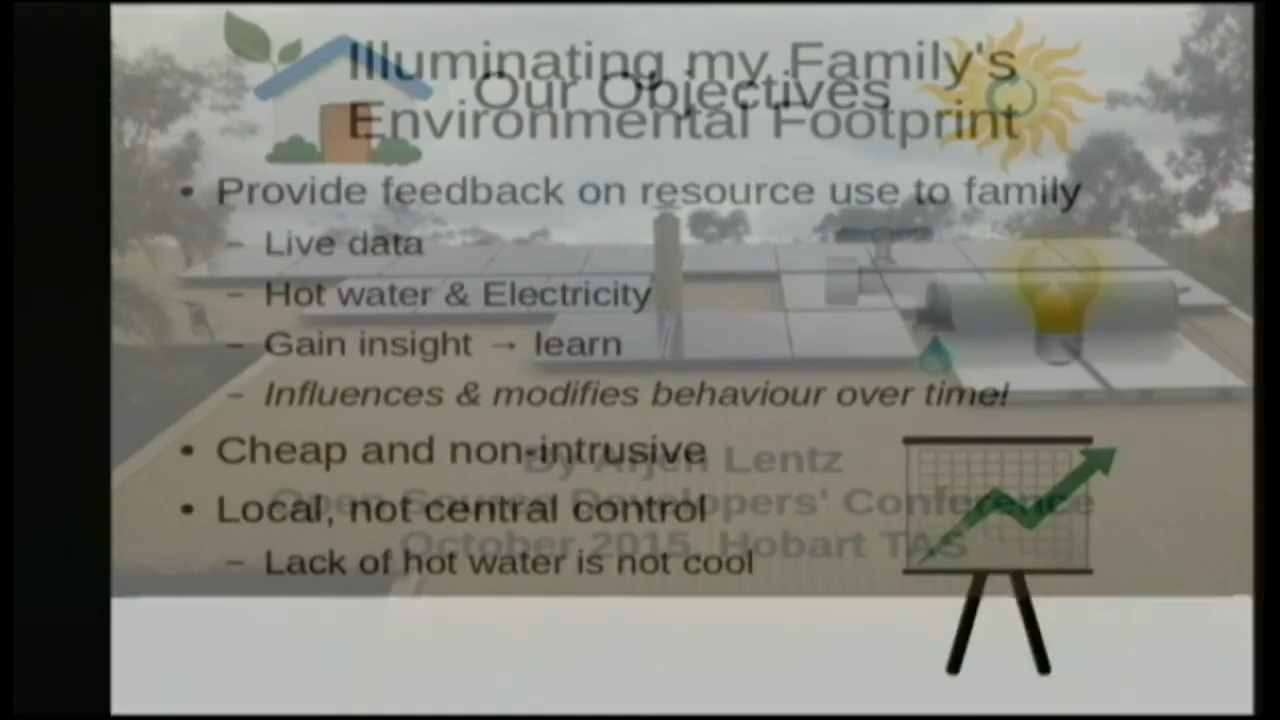 Illuminating my Family's
Our Objectives
Environmental Footprint
• Provide feedback on resource use to family
– Live data
– Hot water & Electricity
– Gain insight → learn
– Influences & modifies behaviour over time!
• Cheap and non-intrusive
By Arjen Lentz
• Local, not central control
Open Source Developers' Conference
October 2015, Hobart TAS
– Lack of hot water is not cool